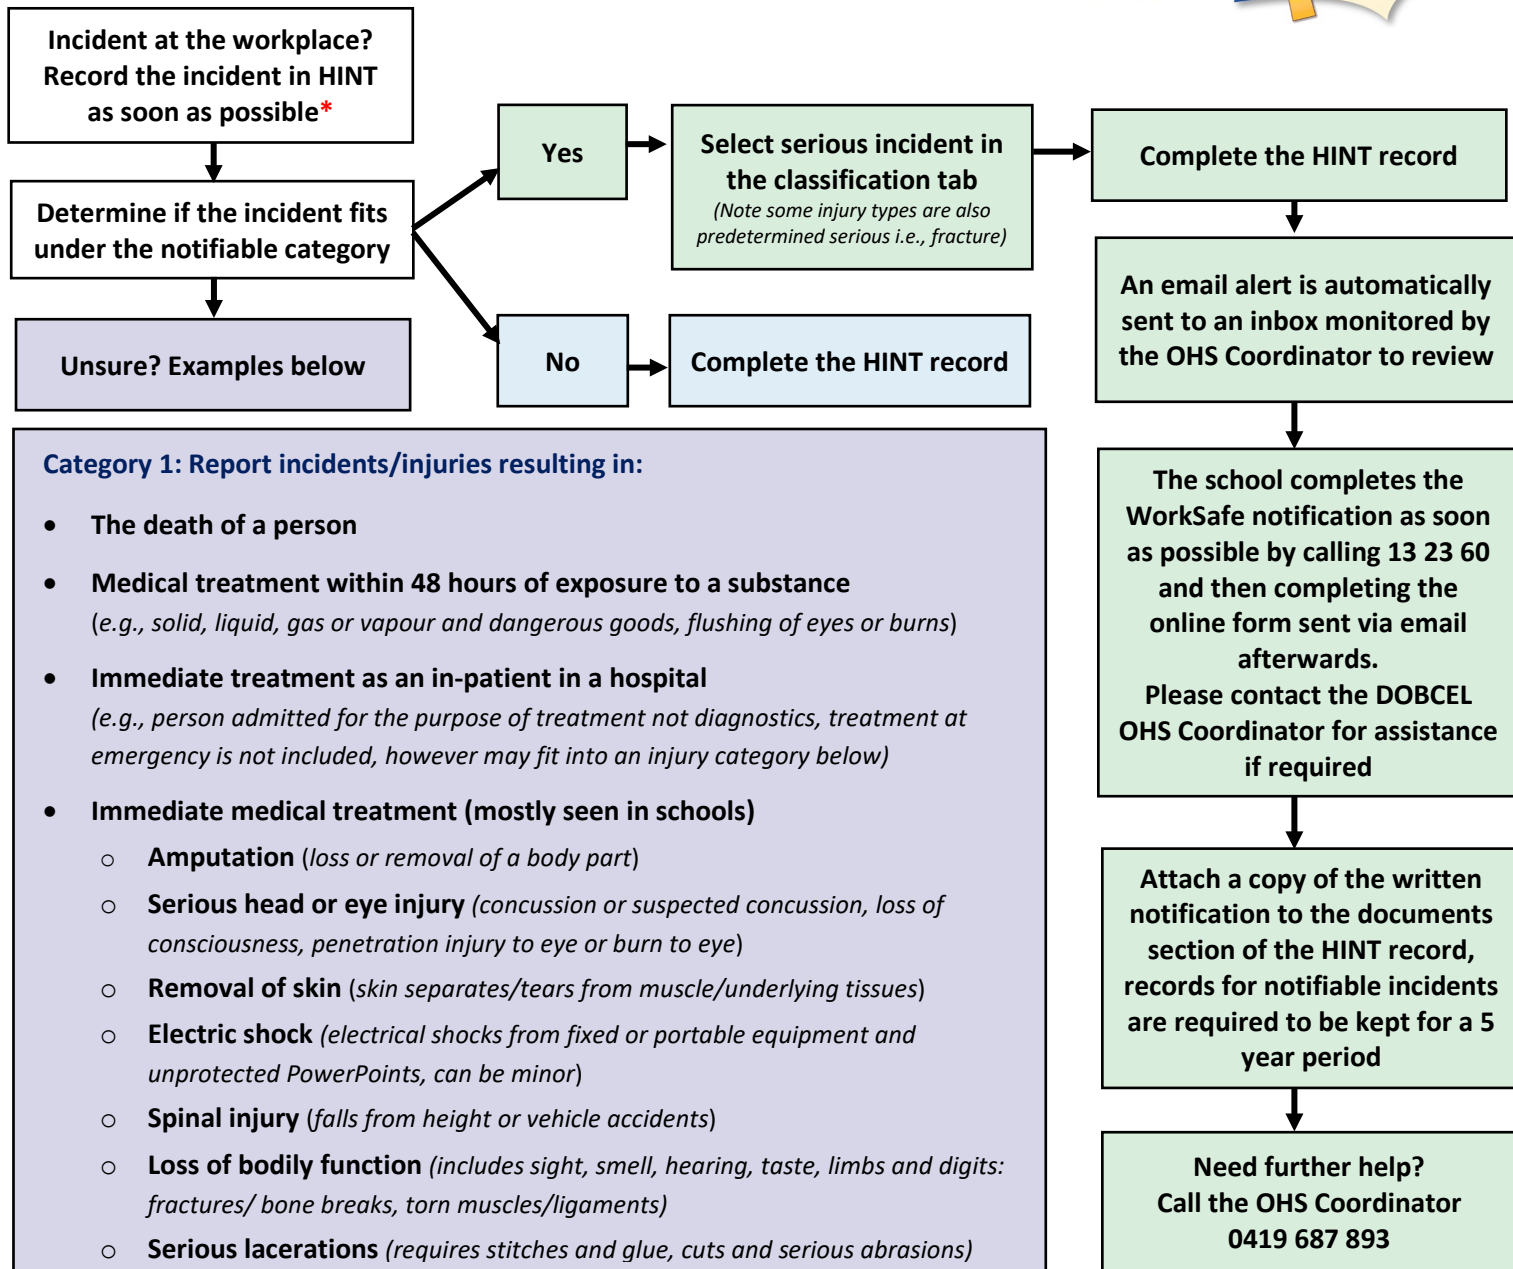 Incident at the workplace?
Record the incident in HINT
as soon as possible*
Determine if the incident fits
under the notifiable category
Unsure? Examples below
Yes
Select serious incident in
the classification tab
(Note some injury types are also
predetermined serious i.e., fracture)
No
Complete the HINT record
Complete the HINT record
An email alert is automatically
sent to an inbox monitored by
the OHS Coordinator to review
The school completes the
WorkSafe notification as soon
as possible by calling 13 23 60
and then completing the
online form sent via email
afterwards.
Please contact the DOBCEL
OHS Coordinator for assistance
if required
Attach a copy of the written
notification to the documents
section of the HINT record,
records for notifiable incidents
are required to be kept for a 5
year period
Need further help?
Call the OHS Coordinator
0419 687 893
Category 1: Report incidents/injuries resulting in:
• The death of a person
• Medical treatment within 48 hours of exposure to a substance
(e.g., solid, liquid, gas or vapour and dangerous goods, flushing of eyes or burns)
• Immediate treatment as an in-patient in a hospital
(e.g., person admitted for the purpose of treatment not diagnostics, treatment at
emergency is not included, however may fit into an injury category below)
• Immediate medical treatment (mostly seen in schools)
o Amputation (loss or removal of a body part)
o Serious head or eye injury (concussion or suspected concussion, loss of
consciousness, penetration injury to eye or burn to eye)
o Removal of skin (skin separates/tears from muscle/underlying tissues)
o Electric shock (electrical shocks from fixed or portable equipment and
unprotected PowerPoints, can be minor)
o Spinal injury (falls from height or vehicle accidents)
o Loss of bodily function (includes sight, smell, hearing, taste, limbs and digits:
fractures/ bone breaks, torn muscles/ligaments)
o Serious lacerations (requires stitches and glue, cuts and serious abrasions)